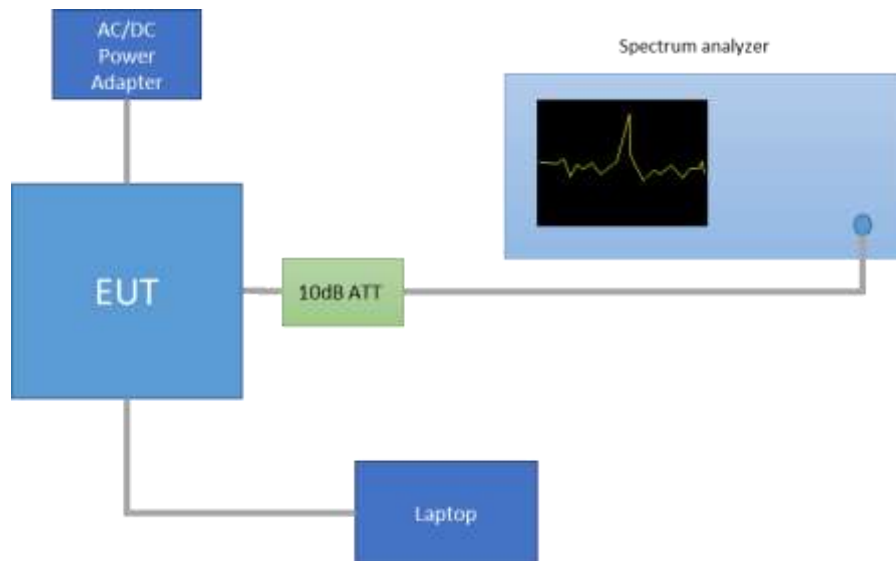 AC/DC
Power
Adapter
Spectrum analyzer
EUT
10dB ATT
Laptop